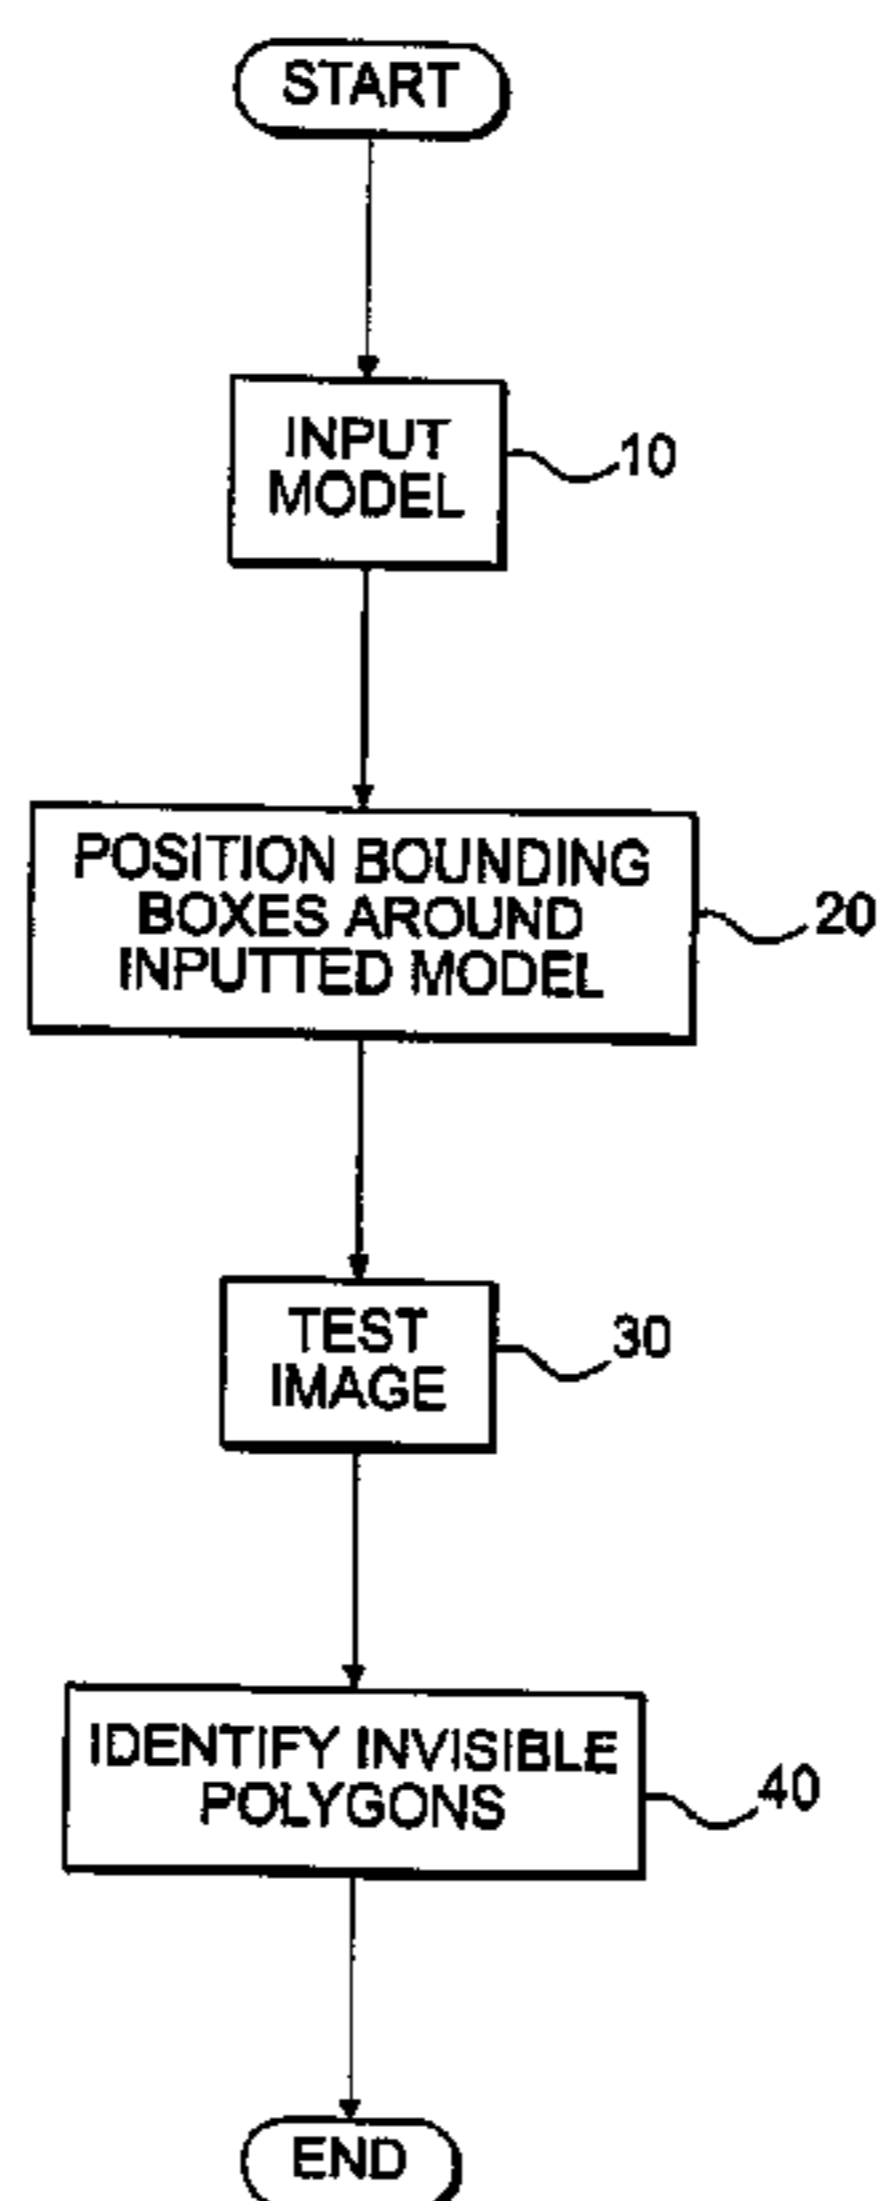 START
INPUT
MODEL
10
POSITION BOUNDING
BOXES AROUND
INPUTTED MODEL
20
TEST
IMAGE
30
IDENTIFY INVISIBLE
POLYGONS
40
END